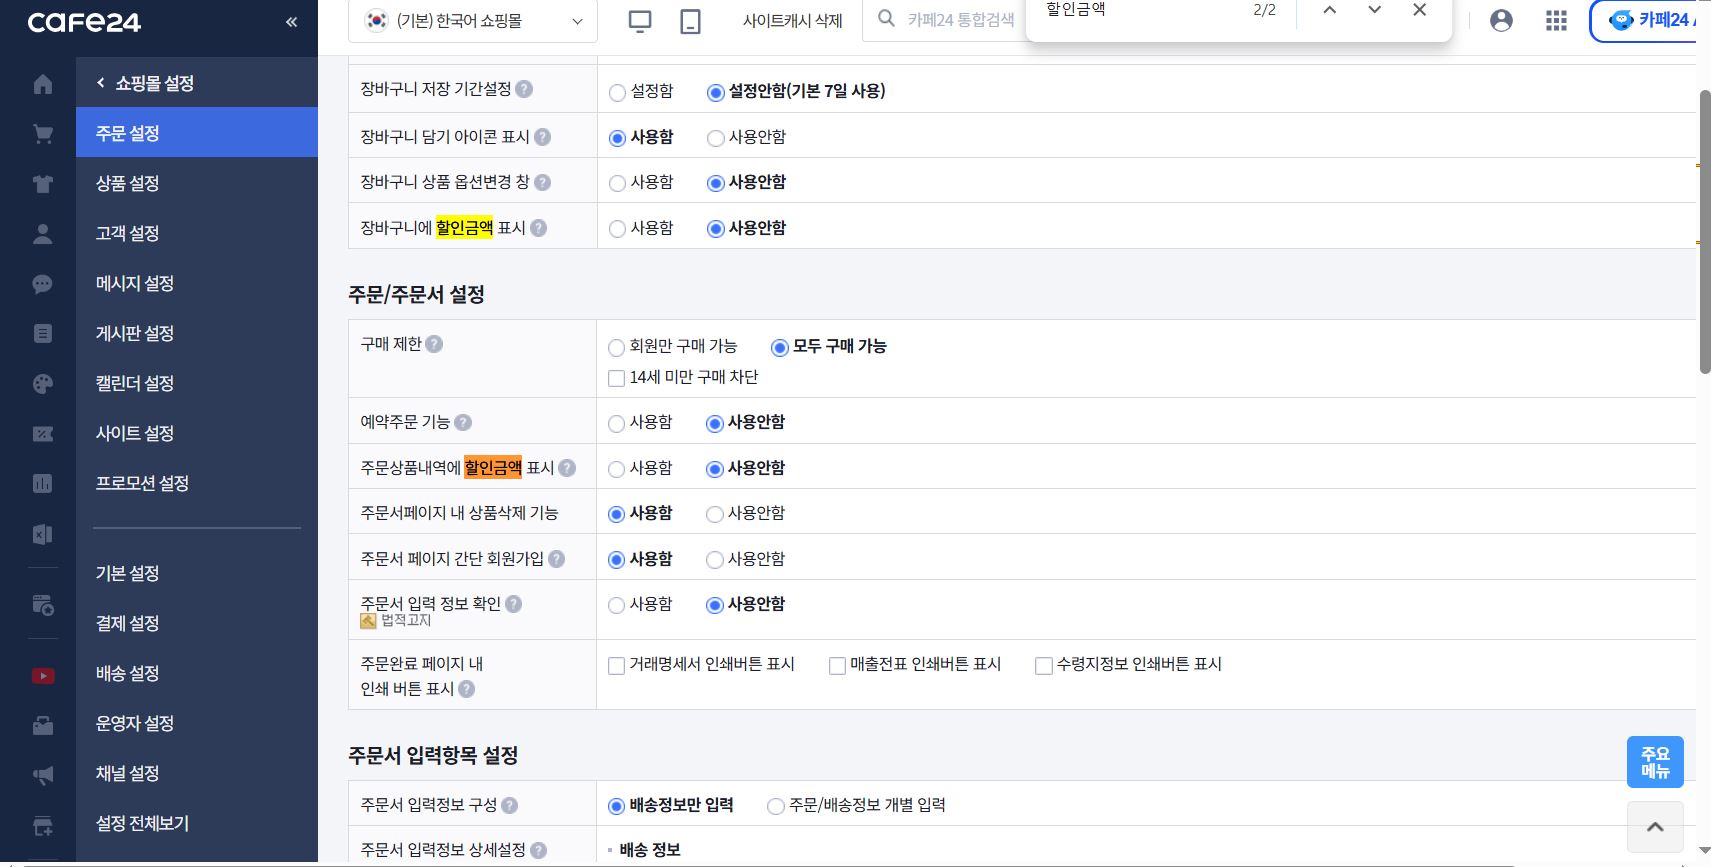 cafe24
«
(기본) 한국어 쇼핑몰
사이트캐시 삭제
카페24 통합검색
할인금액
2/2
카페24
쇼핑몰 설정
주문 설정
상품 설정
고객 설정
메시지 설정
게시판 설정
캘린더 설정
사이트 설정
프로모션 설정
기본 설정
결제 설정
배송 설정
운영자 설정
채널 설정
설정 전체보기
장바구니 저장 기간설정 ? 설정함 설정안함(기본 7일 사용)
장바구니 담기 아이콘 표시 ? 사용함 사용안함
장바구니 상품 옵션변경 창 ? 사용함 사용안함
장바구니에 할인금액 표시 ? 사용함 사용안함
주문/주문서 설정
구매 제한 ? 회원만 구매 가능 모두 구매 가능
14세 미만 구매 차단
예약주문 기능 ? 사용함 사용안함
주문상품내역에 할인금액 표시 ? 사용함 사용안함
주문서페이지 내 상품삭제 기능 사용함 사용안함
주문서 페이지 간단 회원가입 ? 사용함 사용안함
주문서 입력 정보 확인 ? 사용함 사용안함
법적고지
주문완료 페이지 내 거래명세서 인쇄버튼 표시 매출전표 인쇄버튼 표시 수령지정보 인쇄버튼 표시
인쇄 버튼 표시 ?
주문서 입력항목 설정
주문서 입력정보 구성 ? 배송정보만 입력 주문/배송정보 개별 입력
주문서 입력정보 상세설정 ? 배송 정보
주요
메뉴